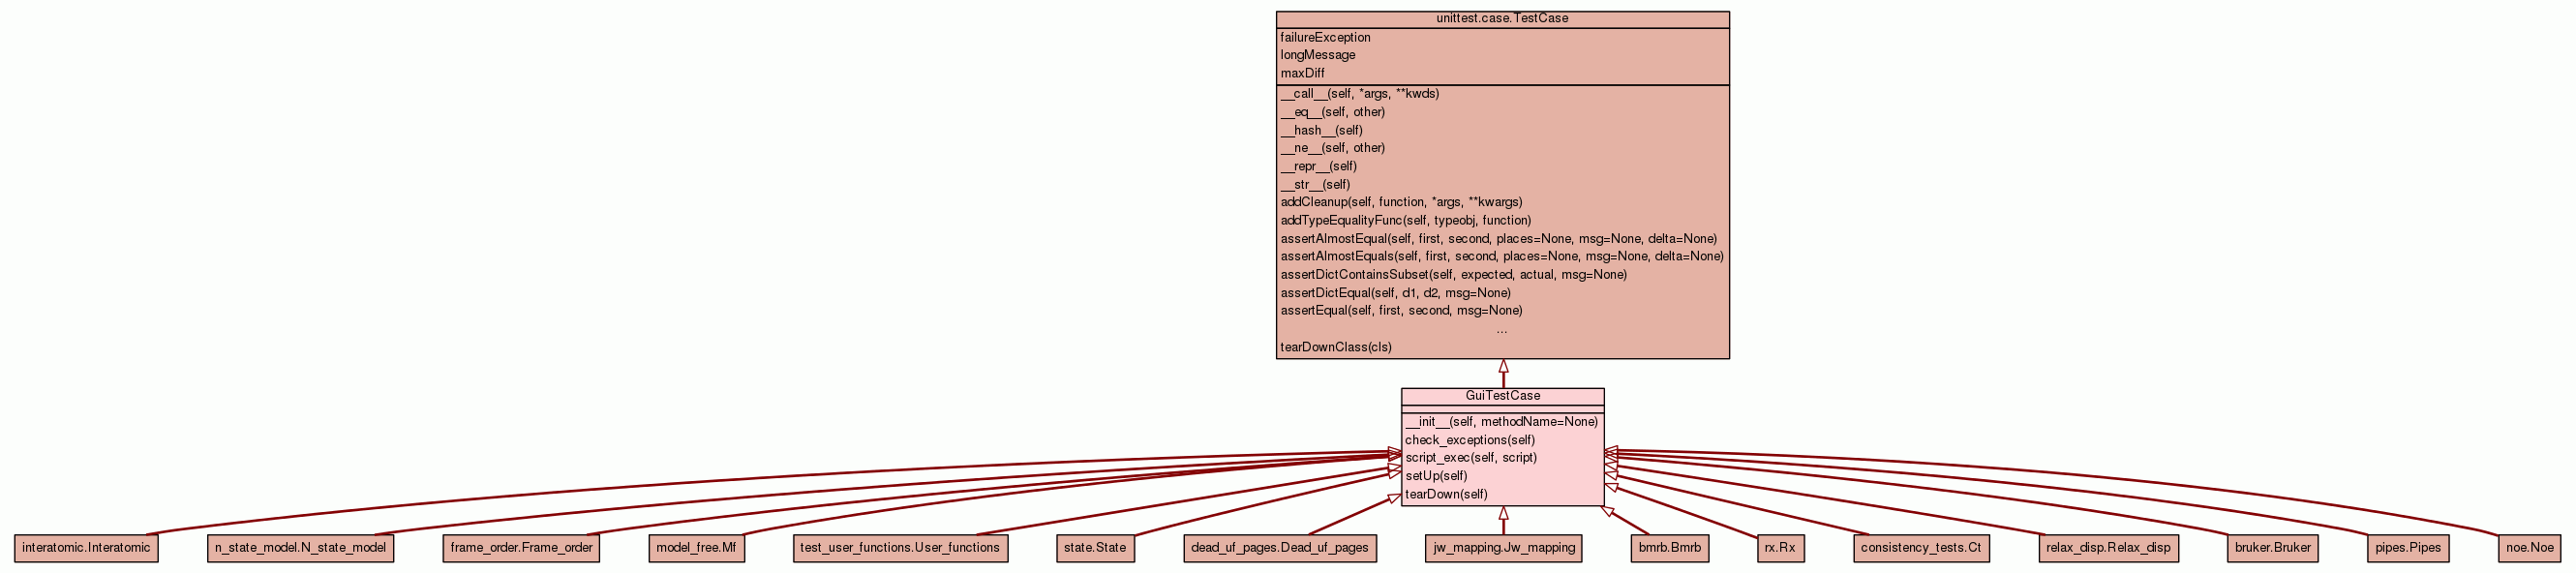 unittest.case.TestCase
failureException
longMessage
maxDiff
__call__(self, *args, **kwds)
__eq__(self, other)
__hash__(self)
__ne__(self, other)
__repr__(self)
__str__(self)
addCleanup(self, function, *args, **kwargs)
addTypeEqualityFunc(self, typeobj, function)
assertAlmostEqual(self, first, second, places=None, msg=None, delta=None)
assertAlmostEquals(self, first, second, places=None, msg=None, delta=None)
assertDictContainsSubset(self, expected, actual, msg=None)
assertDictEqual(self, d1, d2, msg=None)
assertEqual(self, first, second, msg=None)
...
tearDownClass(cls)
GuiTestCase
__init__(self, methodName=None)
check_exceptions(self)
script_exec(self, script)
setUp(self)
tearDown(self)
interatomic.Interatomic
n_state_model.N_state_model
frame_order.Frame_order
model_free.Mf
test_user_functions.User_functions
state.State
dead_uf_pages.Dead_uf_pages
jw_mapping.Jw_mapping
bmrb.Bmrb
rx.Rx
consistency_tests.Ct
relax_disp.Relax_disp
bruker.Bruker
pipes.Pipes
noe.Noe